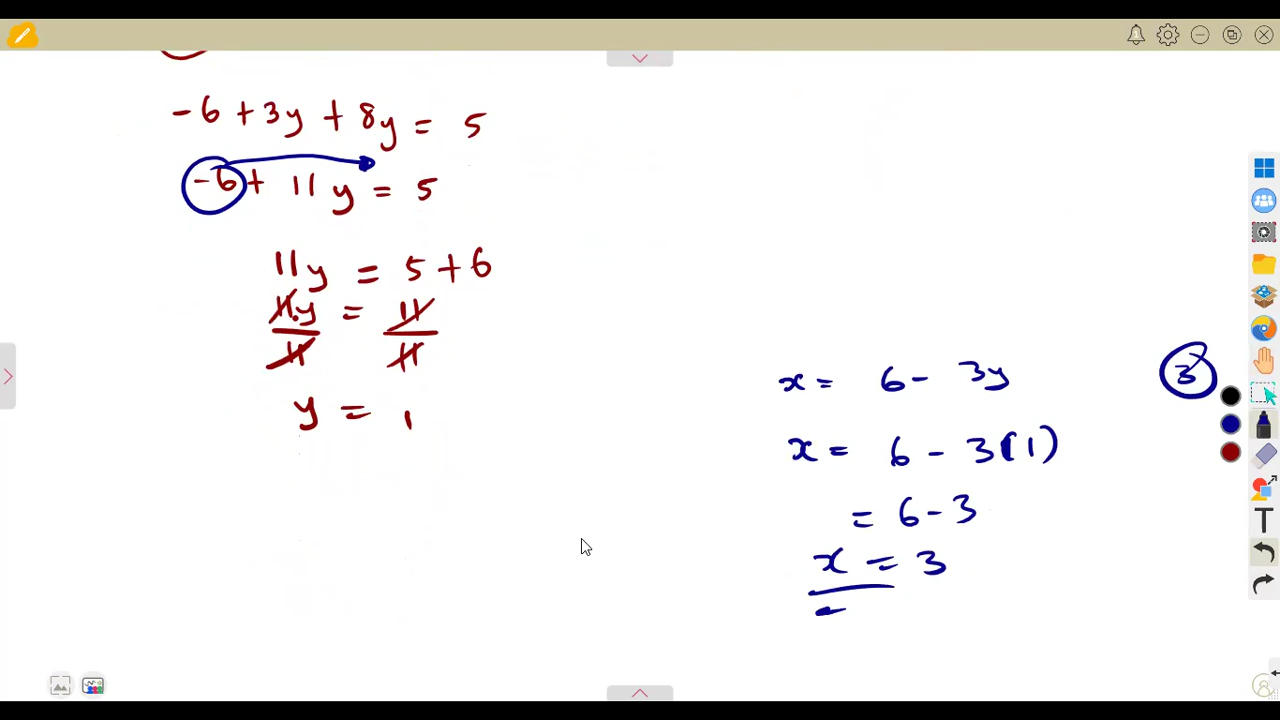 -6 + 3y + 8y = 5
-6 + 11y = 5
11y = 5 + 6
11y/11 = 11/11
y = 1
x = 6 - 3y
3
x = 6 - 3(1)
= 6 - 3
x = 3
T